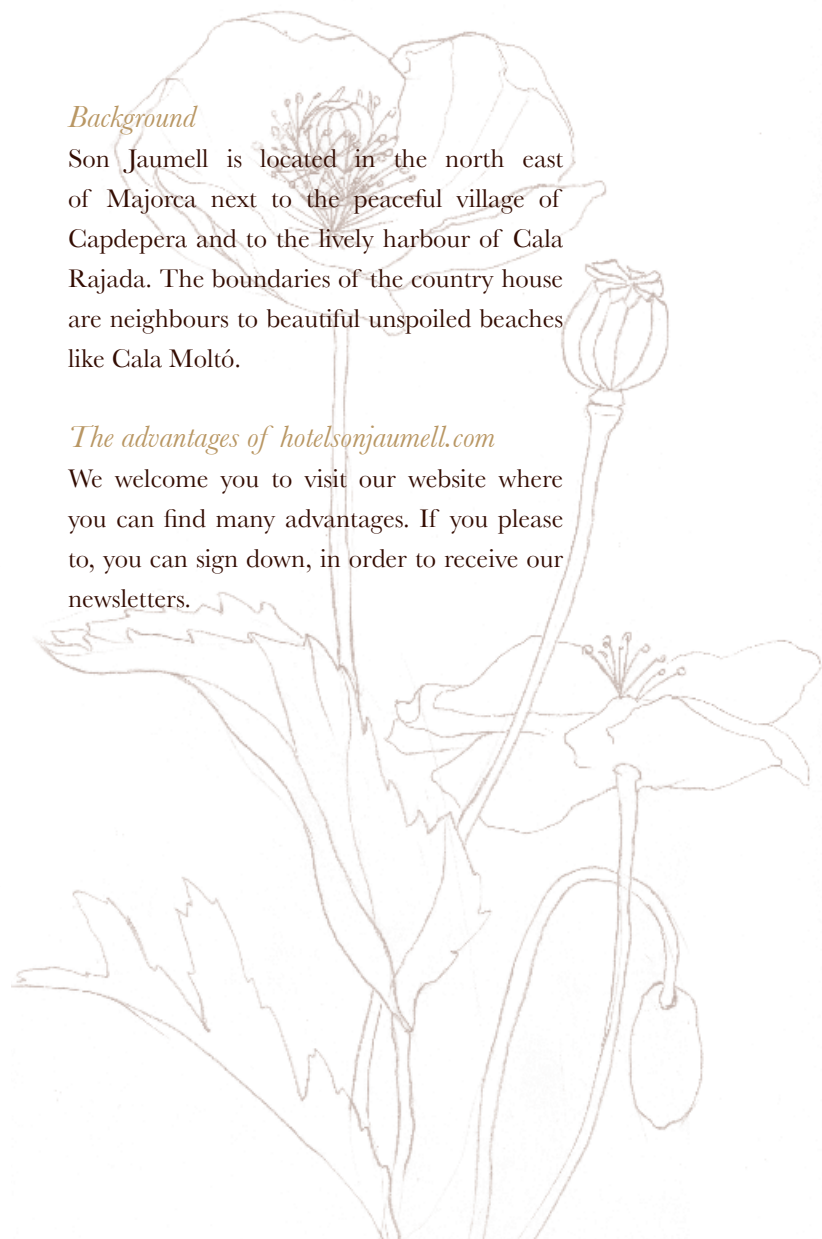 Background
Son Jaumell is located in the north east
of Majorca next to the peaceful village of
Capdepera and to the lively harbour of Cala
Rajada. The boundaries of the country house
are neighbours to beautiful unspoiled beaches
like Cala Moltó.
The advantages of hotelsonjaumell.com
We welcome you to visit our website where
you can find many advantages. If you please
to, you can sign down, in order to receive our
newsletters.